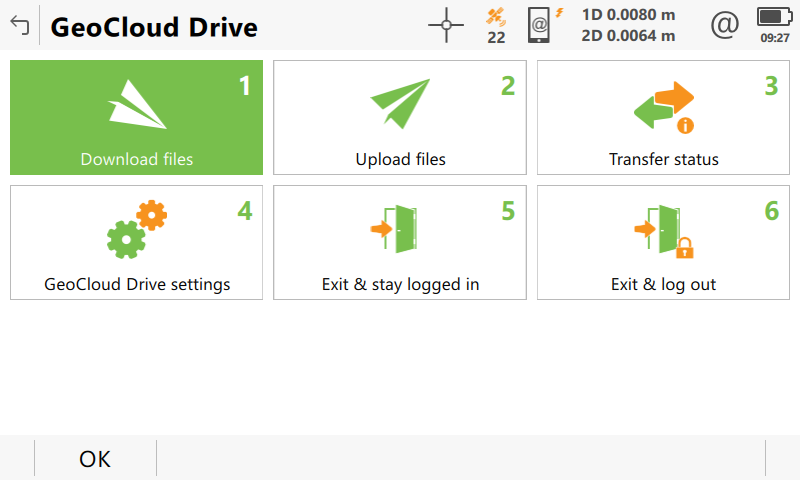 GeoCloud Drive
22
@
1D 0.0080 m
2D 0.0064 m
@
09:27
1
Download files
2
Upload files
3
Transfer status
4
GeoCloud Drive settings
5
Exit & stay logged in
6
Exit & log out
OK